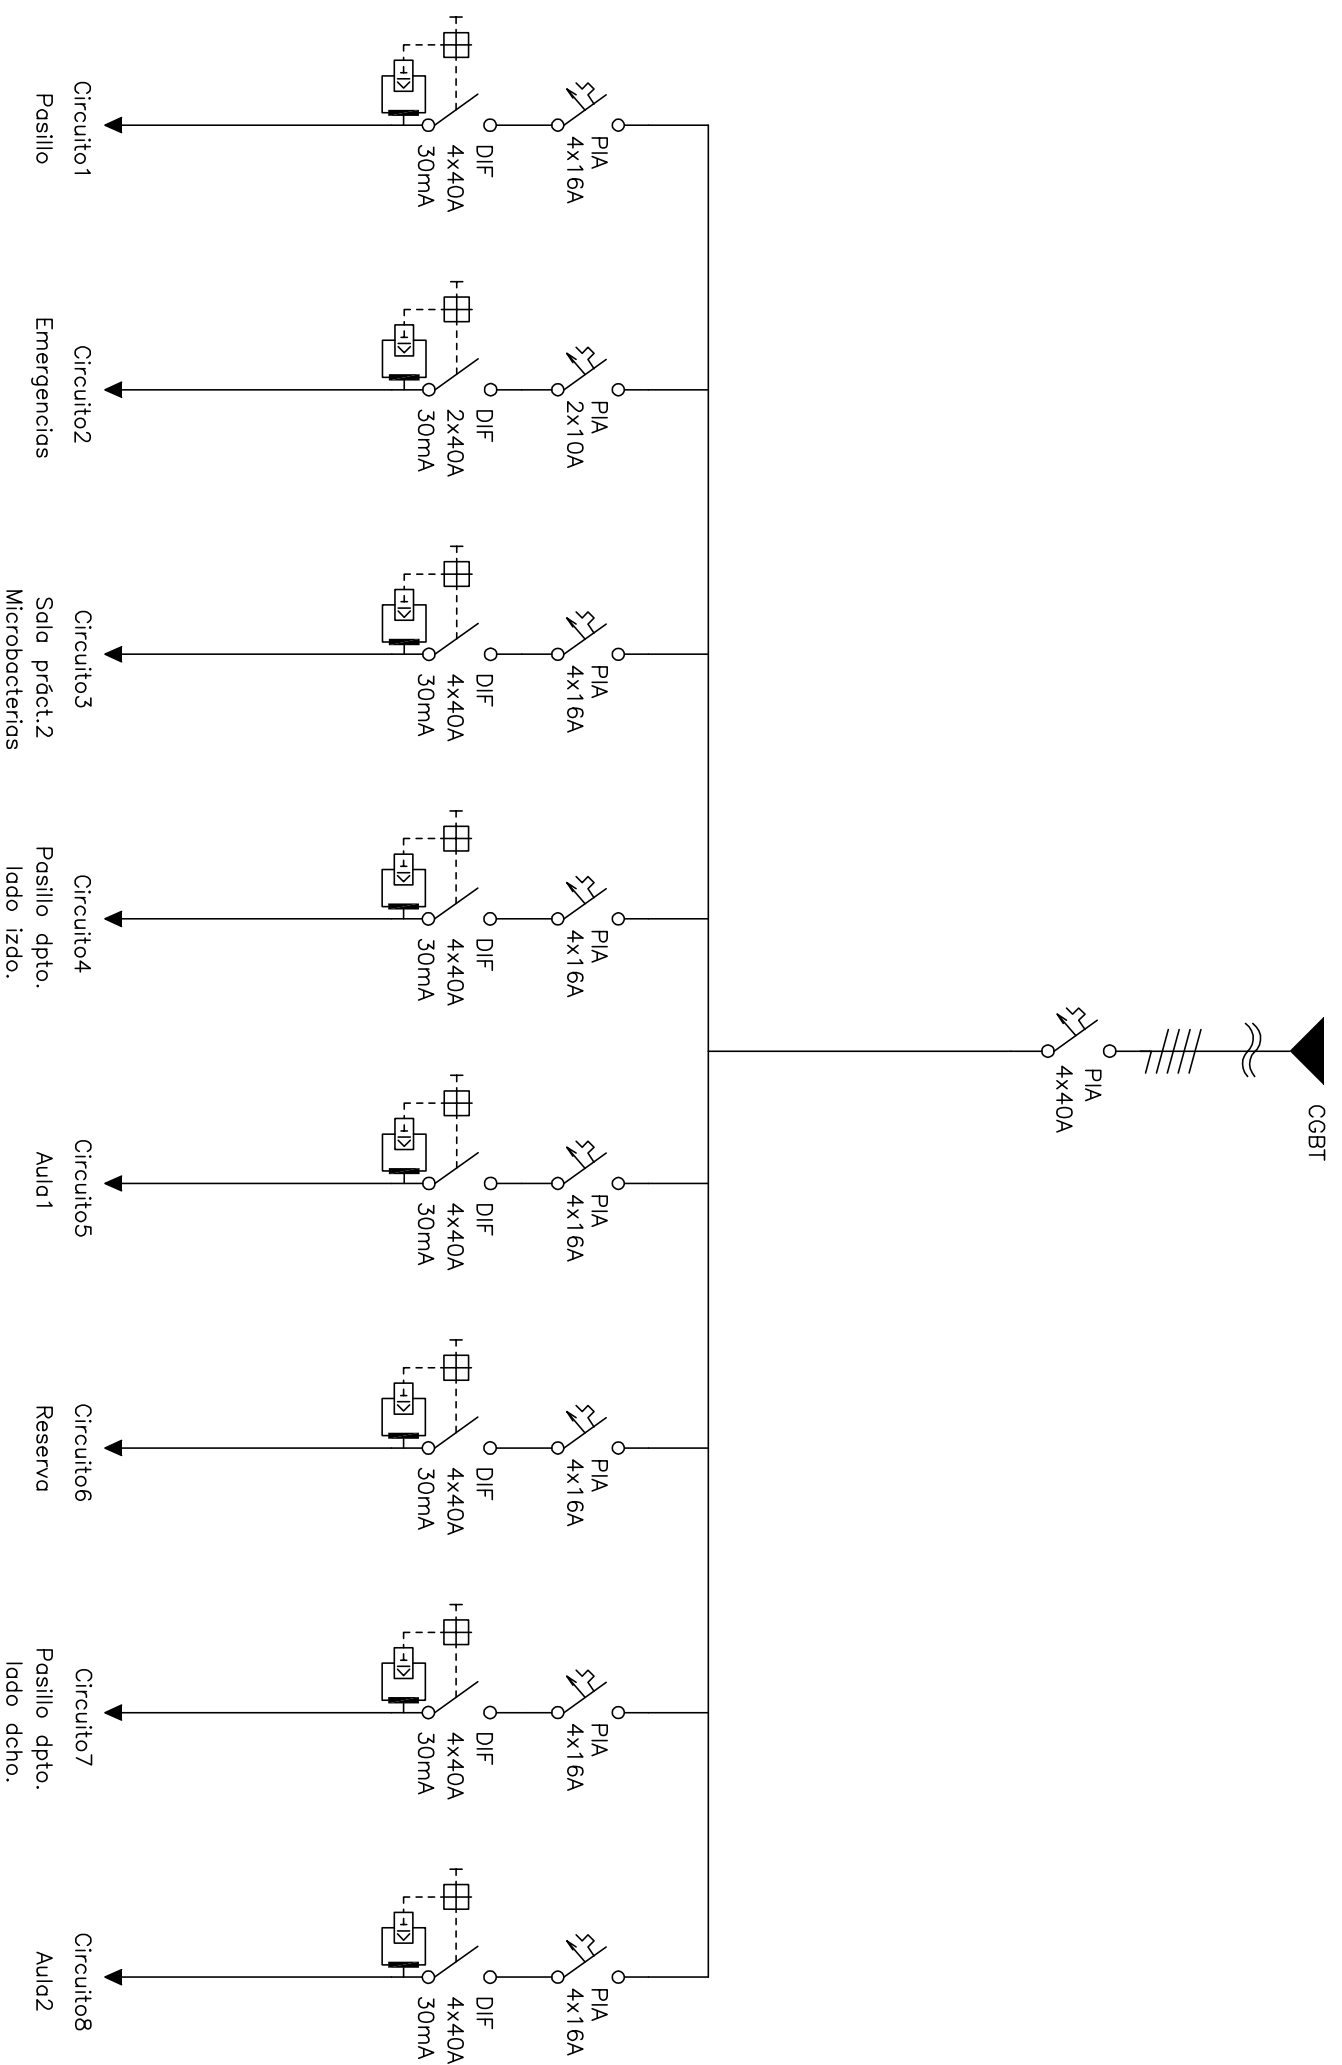 CGBT
PIA
4x40A
PIA
4x16A
DIF
4x40A
30mA
Circuito1
Pasillo
PIA
2x10A
DIF
2x40A
30mA
Circuito2
Emergencias
PIA
4x16A
DIF
4x40A
30mA
Circuito3
Sala práct.2
Microbacterias
PIA
4x16A
DIF
4x40A
30mA
Circuito4
Pasillo dpto.
lado izdo.
PIA
4x16A
DIF
4x40A
30mA
Circuito5
Aula1
PIA
4x16A
DIF
4x40A
30mA
Circuito6
Reserva
PIA
4x16A
DIF
4x40A
30mA
Circuito7
Pasillo dpto.
lado dcho.
PIA
4x16A
DIF
4x40A
30mA
Circuito8
Aula2